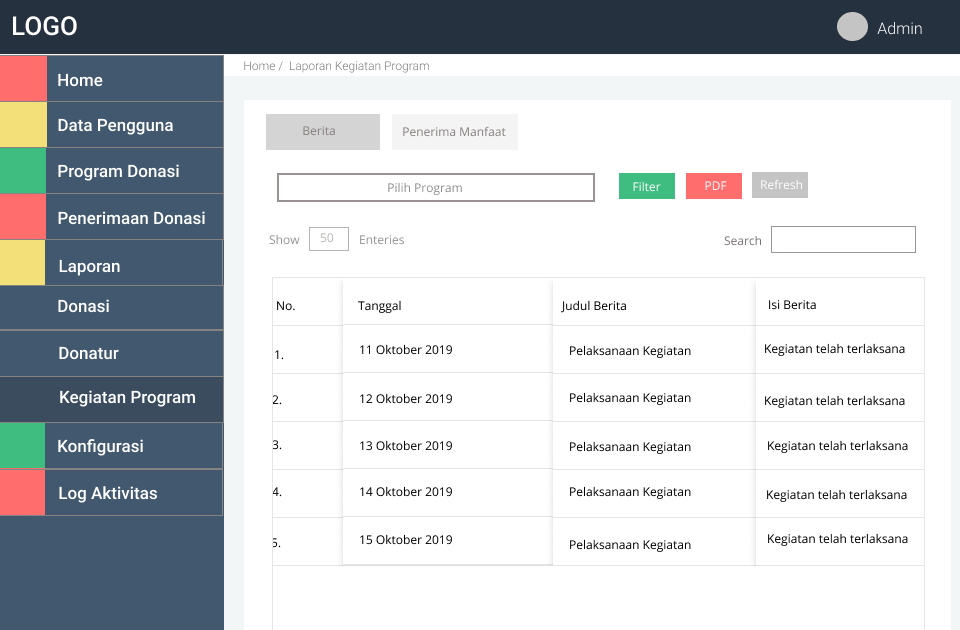 LOGO
Admin
Home / Laporan Kegiatan Program
Home
Data Pengguna
Program Donasi
Penerimaan Donasi
Laporan
Donasi
Donatur
Kegiatan Program
Konfigurasi
Log Aktivitas
Berita Penerima Manfaat
Pilih Program Filter PDF Refresh
Show 50 Enteries Search
No. Tanggal Judul Berita Isi Berita
1. 11 Oktober 2019 Pelaksanaan Kegiatan Kegiatan telah terlaksana
2. 12 Oktober 2019 Pelaksanaan Kegiatan Kegiatan telah terlaksana
3. 13 Oktober 2019 Pelaksanaan Kegiatan Kegiatan telah terlaksana
4. 14 Oktober 2019 Pelaksanaan Kegiatan Kegiatan telah terlaksana
5. 15 Oktober 2019 Pelaksanaan Kegiatan Kegiatan telah terlaksana